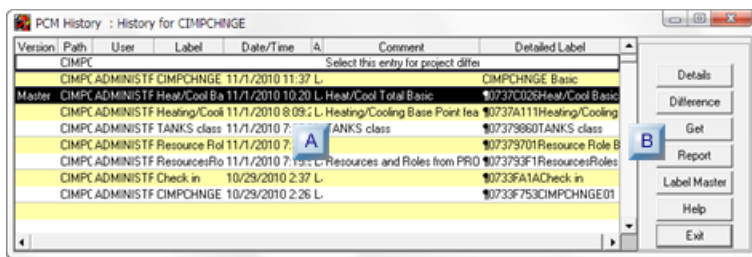 PCM History : History for CIMPCHNGE
Version Path User Label Date/Time A. Comment Detailed Label
CIMPC Select this entry for project differ
CIMPC ADMINISTF CIMPCHNGE 11/1/2010 11:37 L. CIMPCHNGE Basic
Master CIMPC ADMINISTF Heat/Cool Ba 11/1/2010 10:20 L. Heat/Cool Total Basic ¶0737C026Heat/Cool Basic
CIMPC ADMINISTF Heating/Cooli 11/1/2010 8:09:2 L. Heating/Cooling Base Point fea ¶0737A111Heating/Cooling
CIMPC ADMINISTF TANKS class 11/1/2010 7: TANKS class ¶07379860TANKS class
CIMPC ADMINISTF Resource Rol 11/1/2010 7: ¶07379701Resource Role B
CIMPC ADMINISTF ResourcesRo 11/1/2010 L. Resources and Roles from PRO ¶073793F1ResourcesRoles
CIMPC ADMINISTF Check in 10/29/2010 2:37 L. ¶0733FA1ACheck in
CIMPC ADMINISTF CIMPCHNGE 10/29/2010 2:26 L. ¶0733F753CIMPCHNGE01
A
B
Details
Difference
Get
Report
Label Master
Help
Exit